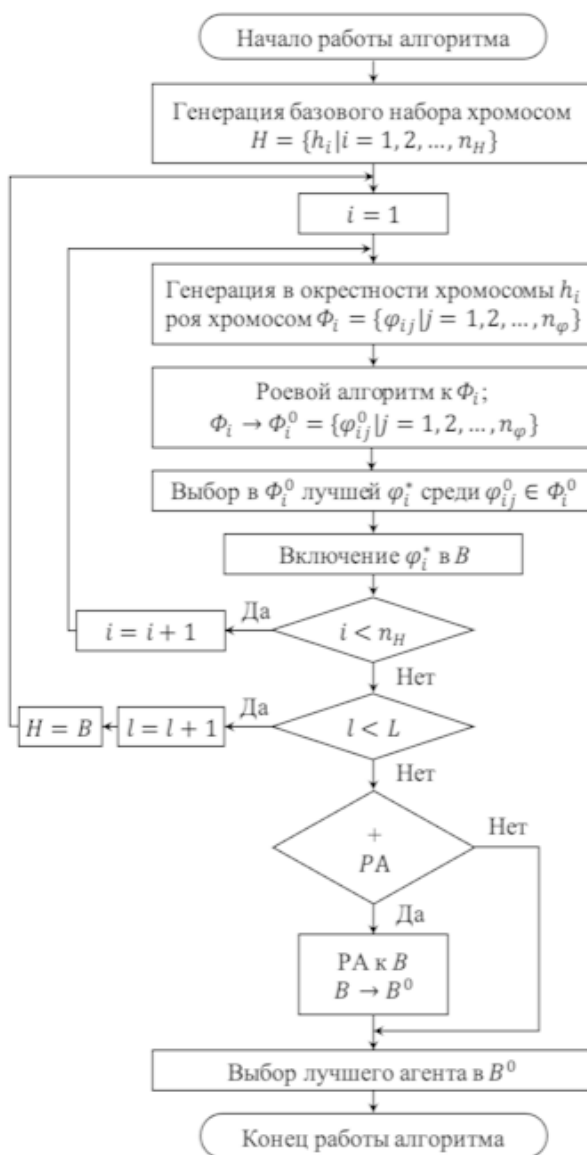 Начало работы алгоритма
Генерация базового набора хромосом
H = {h_i|i = 1, 2, ..., n_H}
i = 1
Генерация в окрестности хромосомы h_i
роя хромосом Φ_i = {φ_ij|j = 1,2, ..., n_φ}
Роевой алгоритм к Φ_i;
Φ_i → Φ_i^0 = {φ_ij^0|j = 1,2, ..., n_φ}
Выбор в Φ_i^0 лучшей φ_i^* среди φ_ij^0 ∈ Φ_i^0
Включение φ_i^* в B
Да
i = i + 1
i < n_H
Нет
Да
H = B
l = l + 1
l < L
Нет
+
PA
Нет
Да
РА к B
B → B^0
Выбор лучшего агента в B^0
Конец работы алгоритма